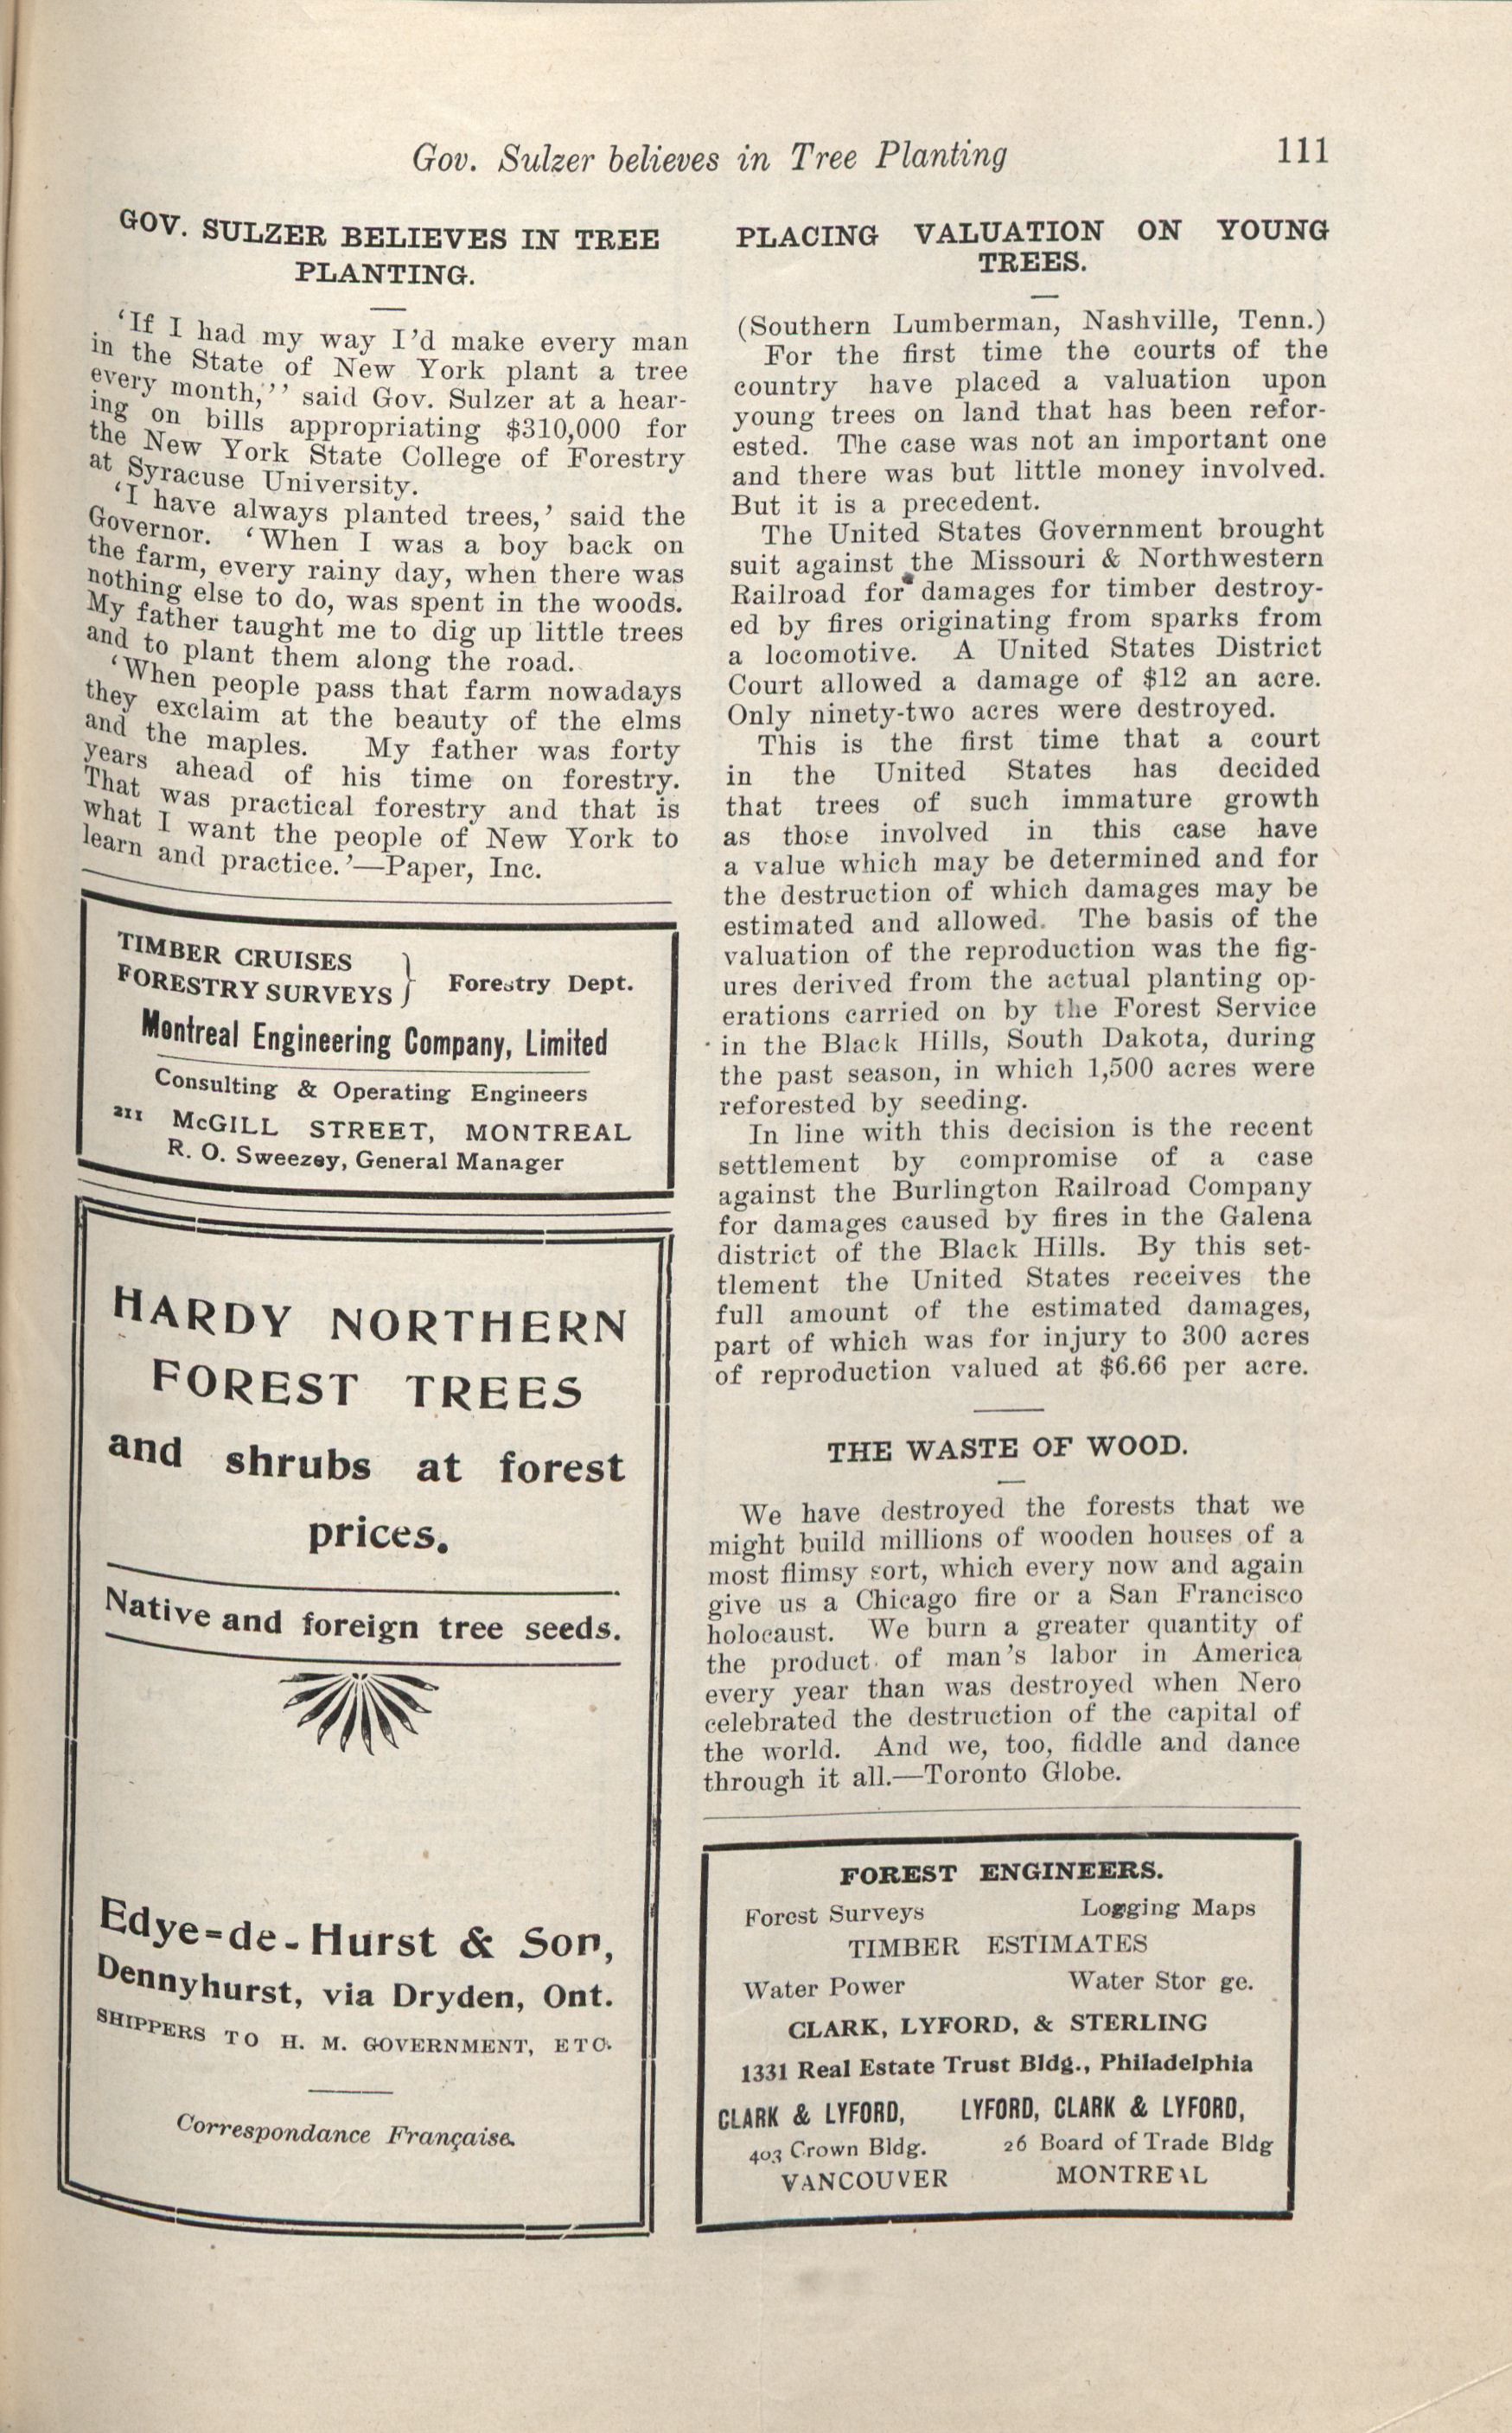 Gov. Sulzer believes in Tree Planting
111
GOV. SULZER BELIEVES IN TREE
PLANTING.
'If I had my way I'd make every man
in the State of New York plant a tree
every month,'' said Gov. Sulzer at a hear-
ing on bills appropriating $310,000 for
the New York State College of Forestry
at Syracuse University.
'I have always planted trees,' said the
Governor. 'When I was a boy back on
the farm, every rainy day, when there was
nothing else to do, was spent in the woods.
My father taught me to dig up little trees
and to plant them along the road.
'When people pass that farm nowadays
they exclaim at the beauty of the elms
and the maples. My father was forty
years ahead of his time on forestry.
That was practical forestry and that is
what I want the people of New York to
learn and practice.'—Paper, Inc.
TIMBER CRUISES
FORESTRY SURVEYS } Forestry Dept.
Montreal Engineering Company, Limited
Consulting & Operating Engineers
211 McGILL STREET, MONTREAL
R. O. Sweezey, General Manager
HARDY NORTHERN
FOREST TREES
and shrubs at forest
prices.
Native and foreign tree seeds.
Edye=de-Hurst & Son,
Dennyhurst, via Dryden, Ont.
SHIPPERS TO H. M. GOVERNMENT, ETC.
Correspondance Française.
PLACING VALUATION ON YOUNG
TREES.
(Southern Lumberman, Nashville, Tenn.)
For the first time the courts of the
country have placed a valuation upon
young trees on land that has been refor-
ested. The case was not an important one
and there was but little money involved.
But it is a precedent.
The United States Government brought
suit against the Missouri & Northwestern
Railroad for damages for timber destroy-
ed by fires originating from sparks from
a locomotive. A United States District
Court allowed a damage of $12 an acre.
Only ninety-two acres were destroyed.
This is the first time that a court
in the United States has decided
that trees of such immature growth
as those involved in this case have
a value which may be determined and for
the destruction of which damages may be
estimated and allowed. The basis of the
valuation of the reproduction was the fig-
ures derived from the actual planting op-
erations carried on by the Forest Service
in the Black Hills, South Dakota, during
the past season, in which 1,500 acres were
reforested by seeding.
In line with this decision is the recent
settlement by compromise of a case
against the Burlington Railroad Company
for damages caused by fires in the Galena
district of the Black Hills. By this set-
tlement the United States receives the
full amount of the estimated damages,
part of which was for injury to 300 acres
of reproduction valued at $6.66 per acre.
THE WASTE OF WOOD.
We have destroyed the forests that we
might build millions of wooden houses of a
most flimsy sort, which every now and again
give us a Chicago fire or a San Francisco
holocaust. We burn a greater quantity of
the product of man's labor in America
every year than was destroyed when Nero
celebrated the destruction of the capital of
the world. And we, too, fiddle and dance
through it all.—Toronto Globe.
FOREST ENGINEERS.
Forest Surveys Logging Maps
TIMBER ESTIMATES
Water Power Water Stor ge.
CLARK, LYFORD, & STERLING
1331 Real Estate Trust Bldg., Philadelphia
CLARK & LYFORD, LYFORD, CLARK & LYFORD,
403 Crown Bldg. 26 Board of Trade Bldg
VANCOUVER MONTREAL